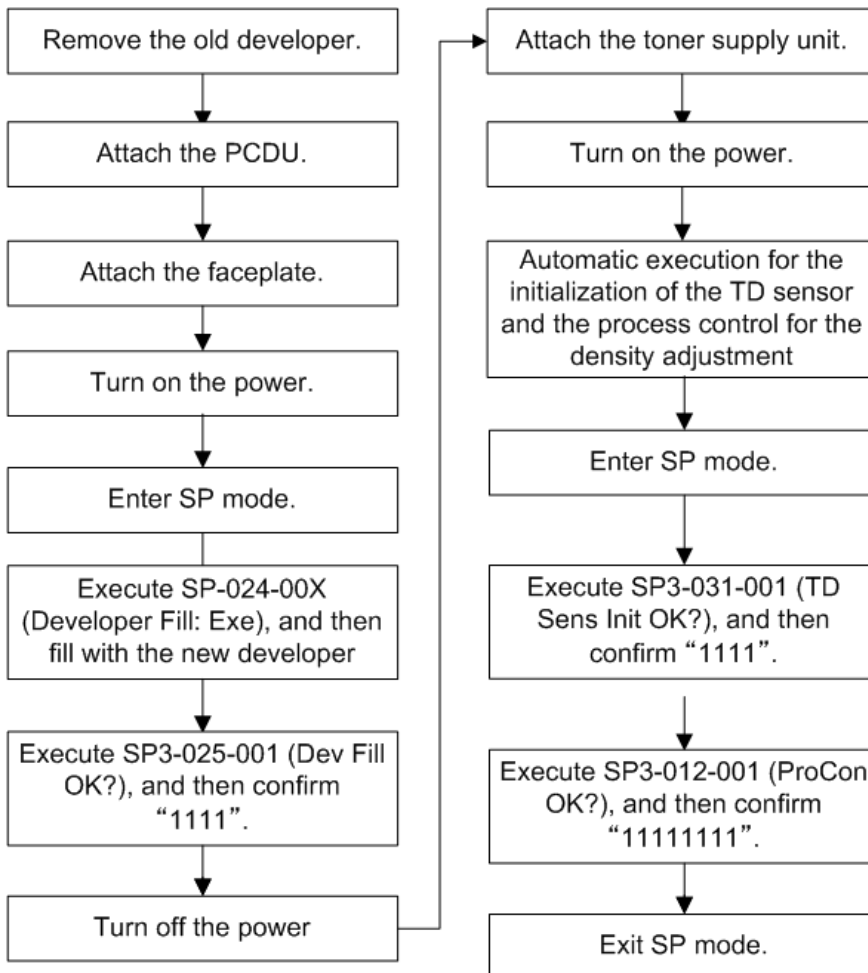 Remove the old developer.
Attach the PCDU.
Attach the faceplate.
Turn on the power.
Enter SP mode.
Execute SP-024-00X
(Developer Fill: Exe), and then
fill with the new developer
Execute SP3-025-001 (Dev Fill
OK?), and then confirm
“1111”.
Turn off the power
Attach the toner supply unit.
Turn on the power.
Automatic execution for the
initialization of the TD sensor
and the process control for the
density adjustment
Enter SP mode.
Execute SP3-031-001 (TD
Sens Init OK?), and then
confirm “1111”.
Execute SP3-012-001 (ProCon
OK?), and then confirm
“11111111”.
Exit SP mode.